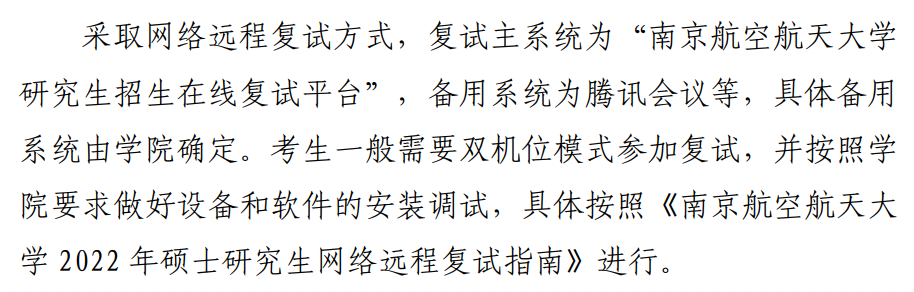 采取网络远程复试方式，复试主系统为“南京航空航天大学
研究生招生在线复试平台”，备用系统为腾讯会议等，具体备用
系统由学院确定。考生一般需要双机位模式参加复试，并按照学
院要求做好设备和软件的安装调试，具体按照《南京航空航天大
学 2022 年硕士研究生网络远程复试指南》进行。